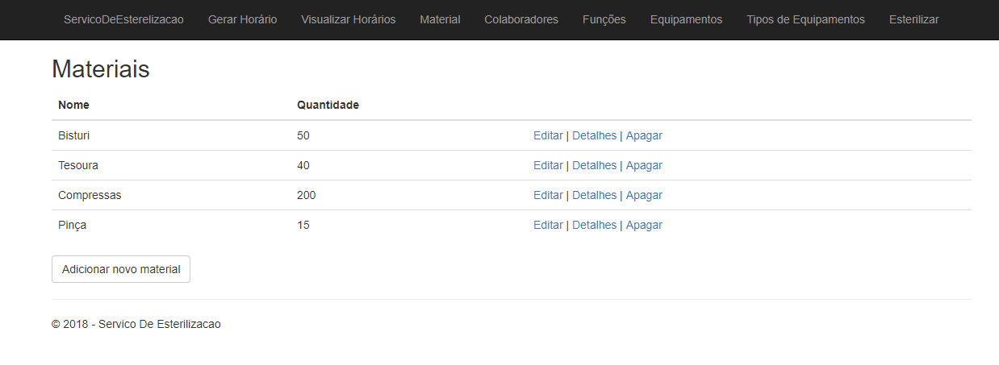 ServicoDeEsterelizacao Gerar Horário Visualizar Horários Material Colaboradores Funções Equipamentos Tipos de Equipamentos Esterilizar
Materiais
Nome Quantidade
Bisturi 50 Editar | Detalhes | Apagar
Tesoura 40 Editar | Detalhes | Apagar
Compressas 200 Editar | Detalhes | Apagar
Pinça 15 Editar | Detalhes | Apagar
Adicionar novo material
© 2018 - Servico De Esterilizacao